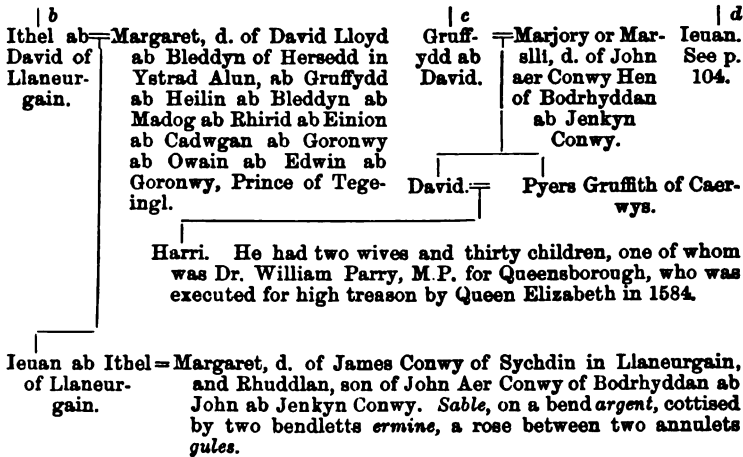 b
Ithel ab
David of
Llaneur-
gain.
Margaret, d. of David Lloyd
ab Bleddyn of Hersedd in
Ystrad Alun, ab Gruffydd
ab Heilin ab Bleddyn ab
Madog ab Rhirid ab Einion
ab Cadwgan ab Goronwy
ab Owain ab Edwin ab
Goronwy, Prince of Tege-
ingl.
c
Gruff-
ydd ab
David.
Marjory or Mar-
slli, d. of John
aer Conwy Hen
of Bodrhyddan
ab Jenkyn
Conwy.
d
Ieuan.
See p.
104.
David.
Pyers Gruffith of Caer-
wys.
Harri. He had two wives and thirty children, one of whom
was Dr. William Parry, M.P. for Queensborough, who was
executed for high treason by Queen Elizabeth in 1584.
Ieuan ab Ithel
of Llaneur-
gain.
Margaret, d. of James Conwy of Sychdin in Llaneurgain,
and Rhuddlan, son of John Aer Conwy of Bodrhyddan ab
John ab Jenkyn Conwy. Sable, on a bend argent, cottised
by two bendletts ermine, a rose between two annulets
gules.